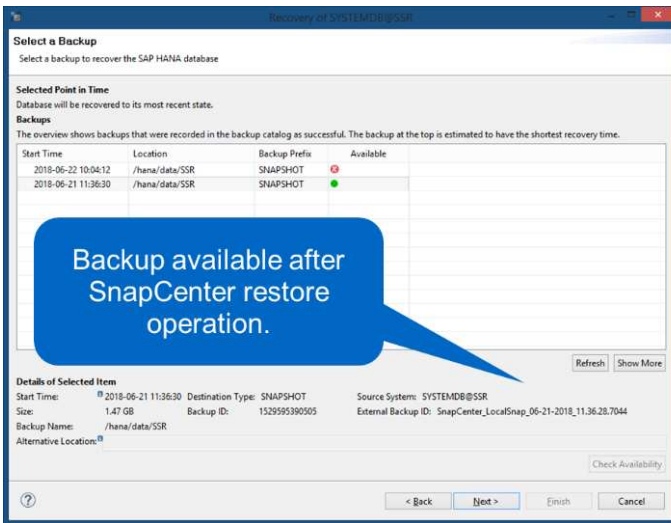 Recovery of SYSTEMDB@SSR
Select a Backup
Select a backup to recover the SAP HANA database
Selected Point in Time
Database will be recovered to its most recent state.
Backups
The overview shows backups that were recorded in the backup catalog as successful. The backup at the top is estimated to have the shortest recovery time.
Start Time Location Backup Prefix Available
2018-06-22 10:04:12 /hana/data/SSR SNAPSHOT
2018-06-21 11:36:30 /hana/data/SSR SNAPSHOT
Backup available after
SnapCenter restore
operation.
Refresh Show More
Details of Selected Item
Start Time: 2018-06-21 11:36:30 Destination Type: SNAPSHOT Source System: SYSTEMDB@SSR
Size: 1.47 GB Backup ID: 1529595390505 External Backup ID: SnapCenter_LocalSnap_06-21-2018_11.36.28.7044
Backup Name: /hana/data/SSR
Alternative Location:
Check Availability
< Back Next > Finish Cancel